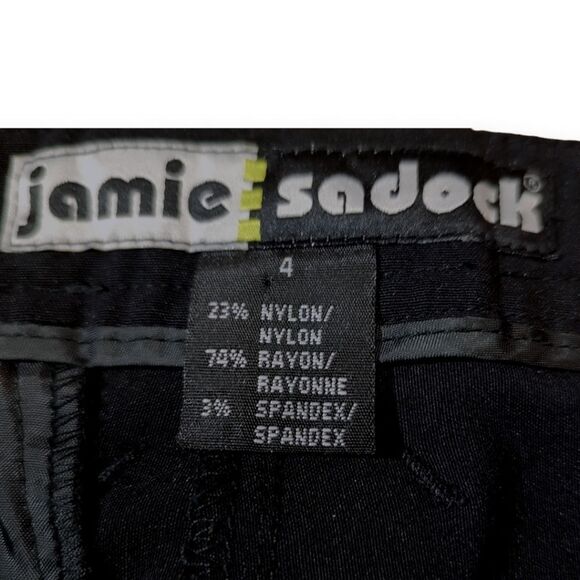 jamie sadock®
4
23% NYLON/
NYLON
74% RAYON/
RAYONNE
3% SPANDEX/
SPANDEX